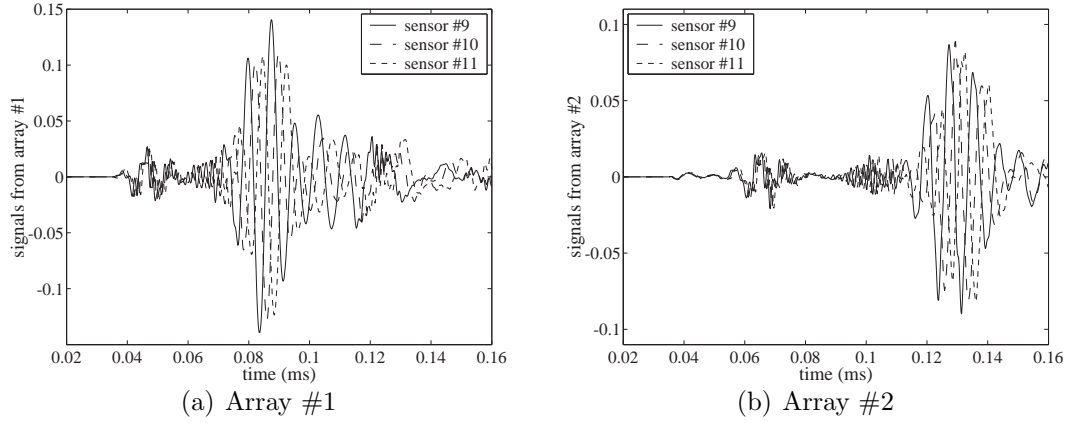 0.15
0.1
0.05
0
-0.05
-0.1
signals from array #1
sensor #9
sensor #10
sensor #11
0.02 0.04 0.06 0.08 0.1 0.12 0.14 0.16
time (ms)
(a) Array #1
0.1
0.05
0
-0.05
-0.1
signals from array #2
sensor #9
sensor #10
sensor #11
0.02 0.04 0.06 0.08 0.1 0.12 0.14 0.16
time (ms)
(b) Array #2